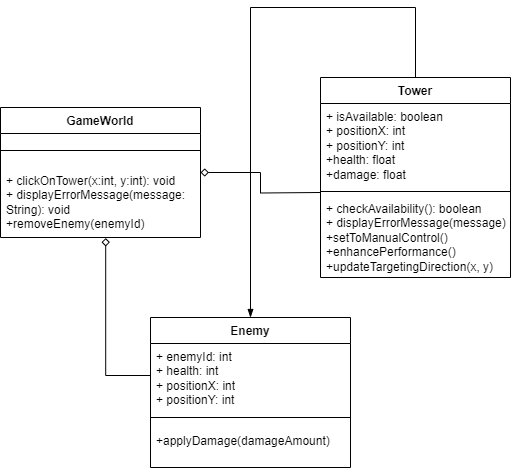 GameWorld
+ clickOnTower(x:int, y:int): void
+ displayErrorMessage(message:
String): void
+removeEnemy(enemyId)
Tower
+ isAvailable: boolean
+ positionX: int
+ positionY: int
+health: float
+damage: float
+ checkAvailability(): boolean
+ displayErrorMessage(message)
+setToManualControl()
+enhancePerformance()
+updateTargetingDirection(x, y)
Enemy
+ enemyId: int
+ health: int
+ positionX: int
+ positionY: int
+applyDamage(damageAmount)